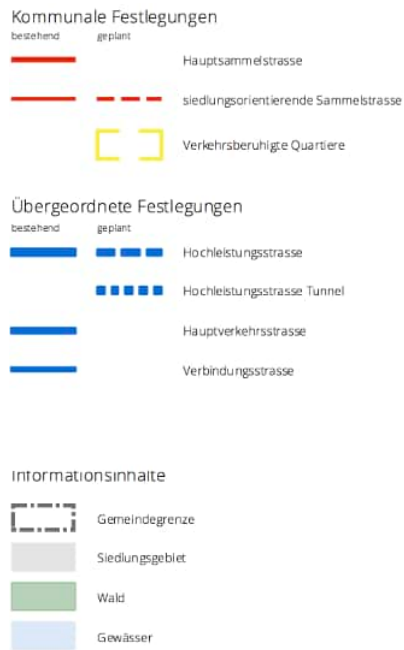 Kommunale Festlegungen
bestehend geplant
Hauptsammelstrasse
siedlungsorientierende Sammelstrasse
Verkehrsberuhigte Quartiere
Übergeordnete Festlegungen
bestehend geplant
Hochleistungsstrasse
Hochleistungsstrasse Tunnel
Hauptverkehrsstrasse
Verbindungsstrasse
Informationsinhalte
Gemeindegrenze
Siedlungsgebiet
Wald
Gewässer